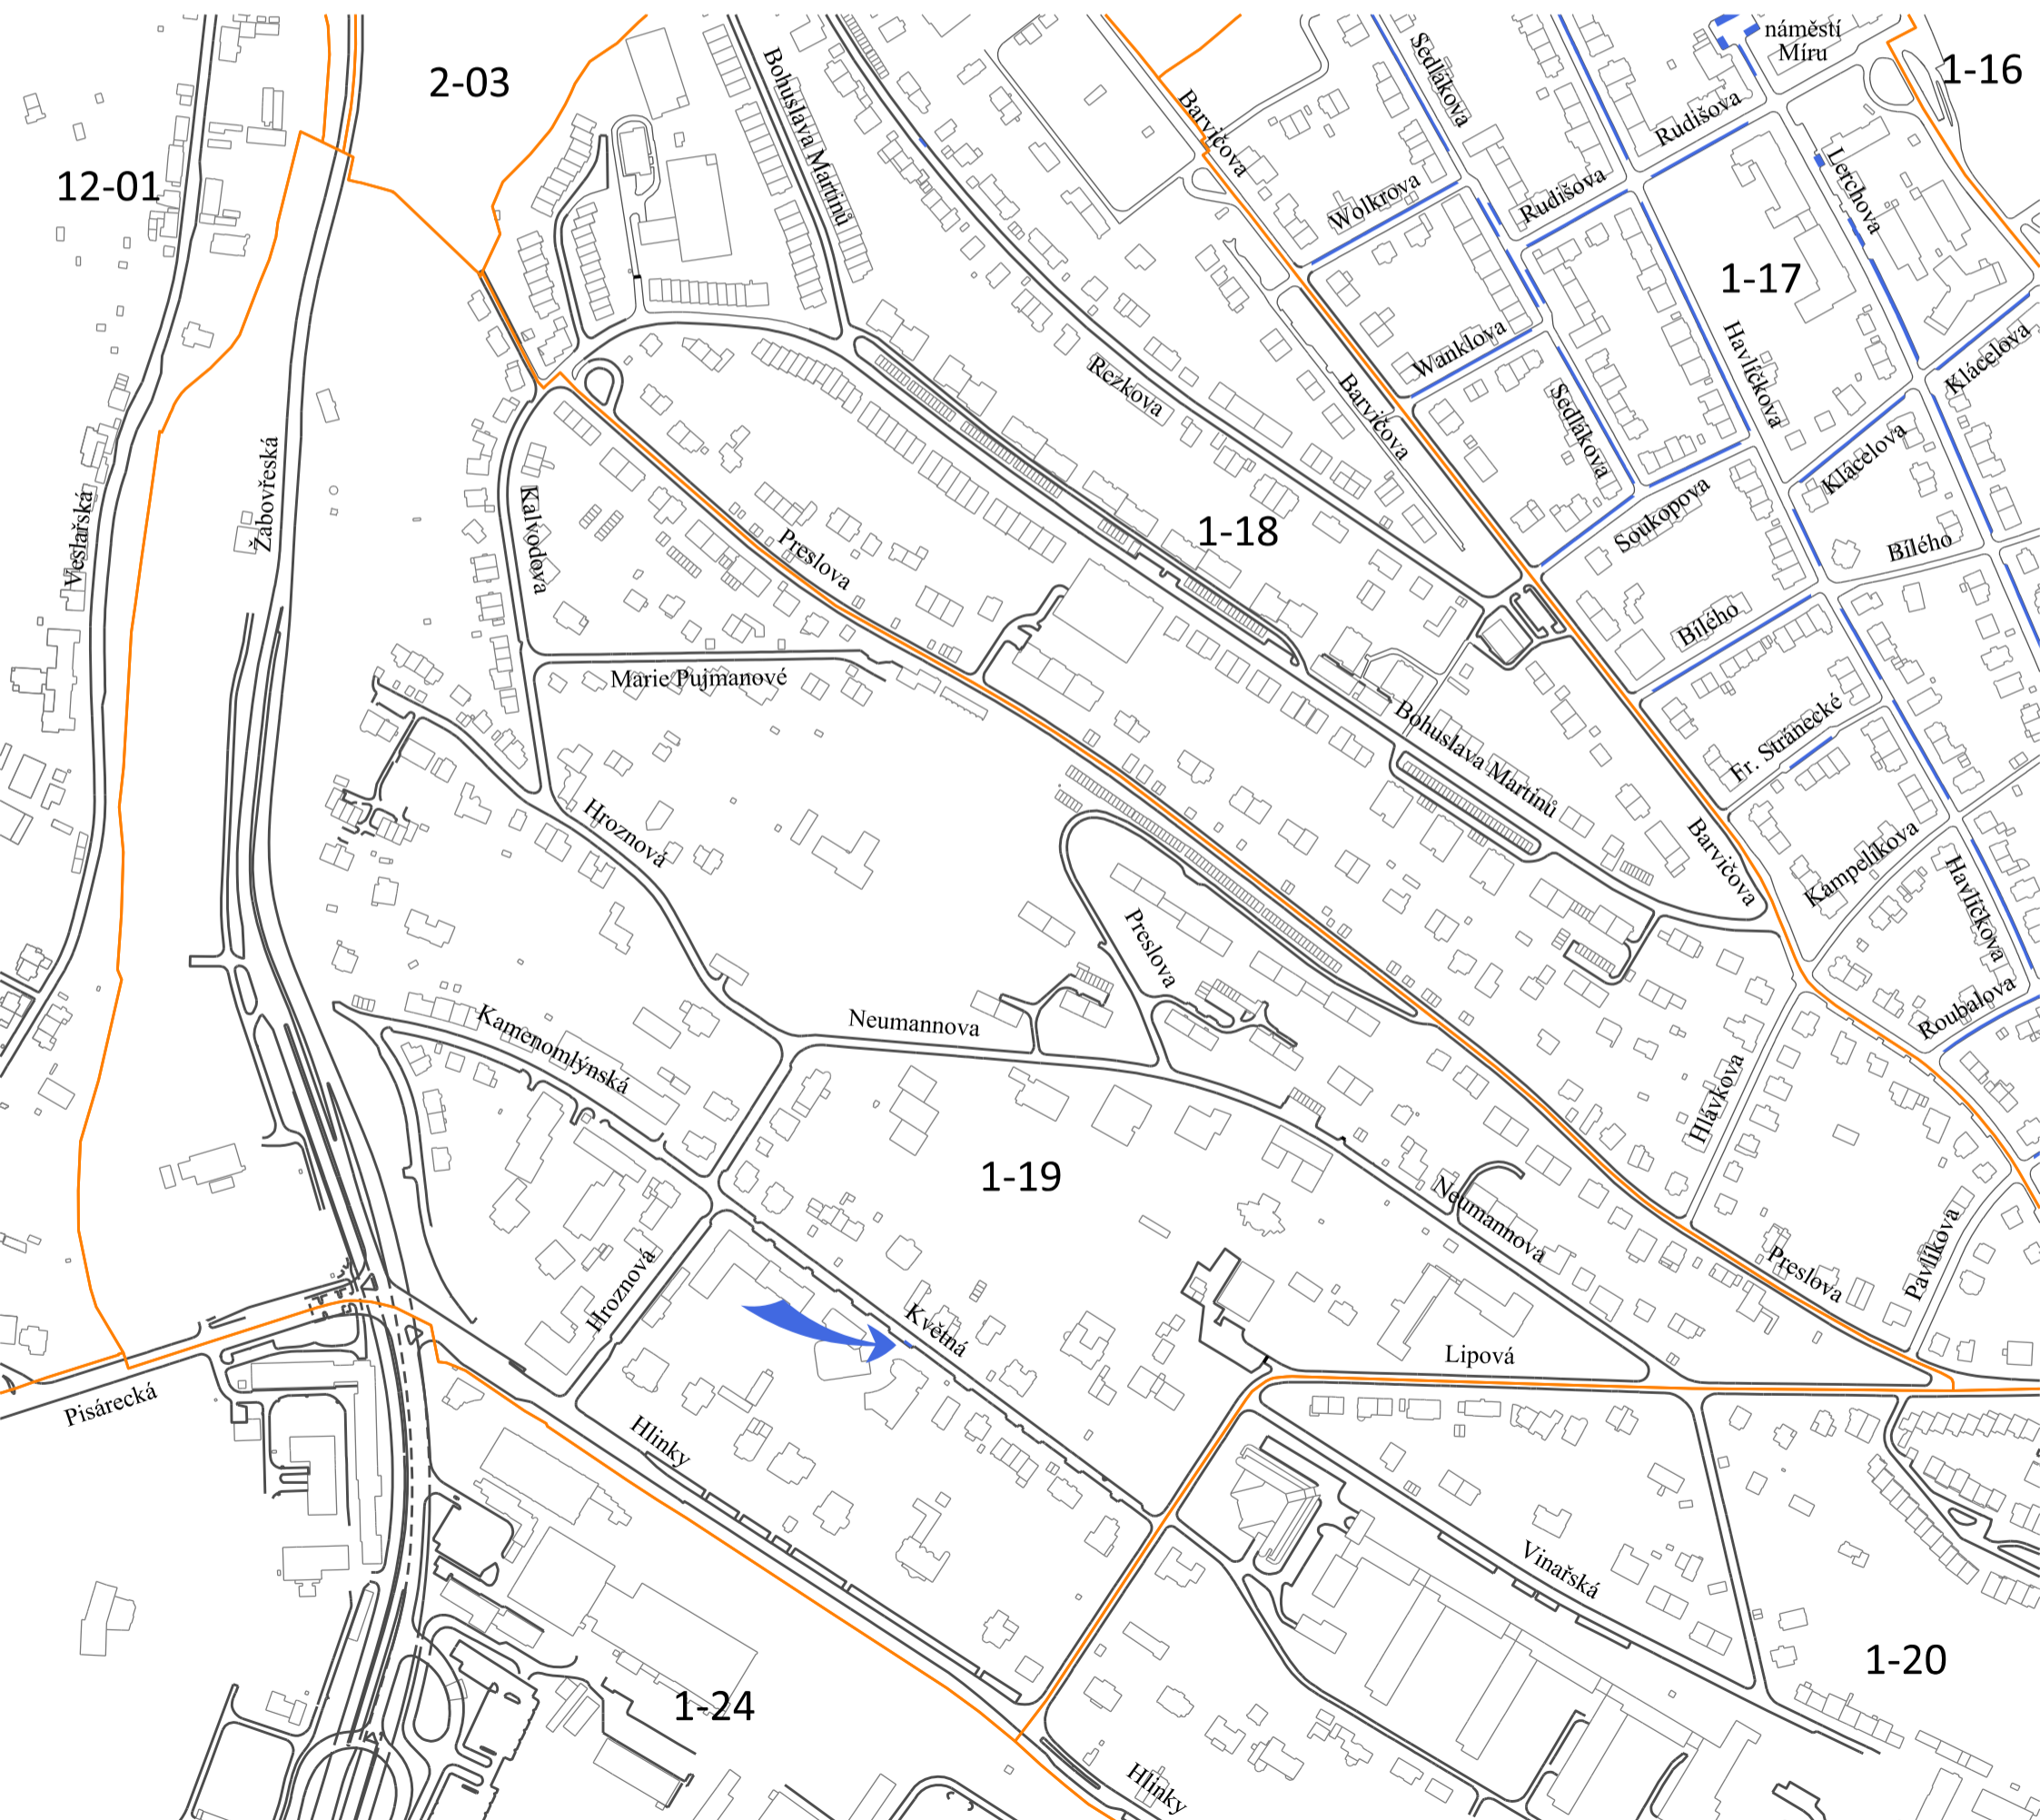 náměstí
Míru
1-16
2-03
Bohuslava Martinů
Sedlákova
Barvičova
Rudišova
12-01
Wolkrova
Rudišova
Lerchova
1-17
Wanklova
Havlíčkova
Klácelova
Rezkova
Barvičova
Sedlákova
Klácelova
Žabovřeská
Veslařská
Kalvodova
Preslova
1-18
Soukopova
Bílého
Bílého
Marie Pujmanové
Bohuslava Martinů
Fr. Stránecké
Hroznová
Barvičova
Kampelíkova
Havlíčkova
Preslova
Roubalova
Kamenomlýnská
Neumannova
Hlávkova
1-19
Neumannova
Preslova
Pavlíkova
Hroznová
Květná
Lipová
Pisárecká
Hlinky
Vinařská
1-20
1-24
Hlinky